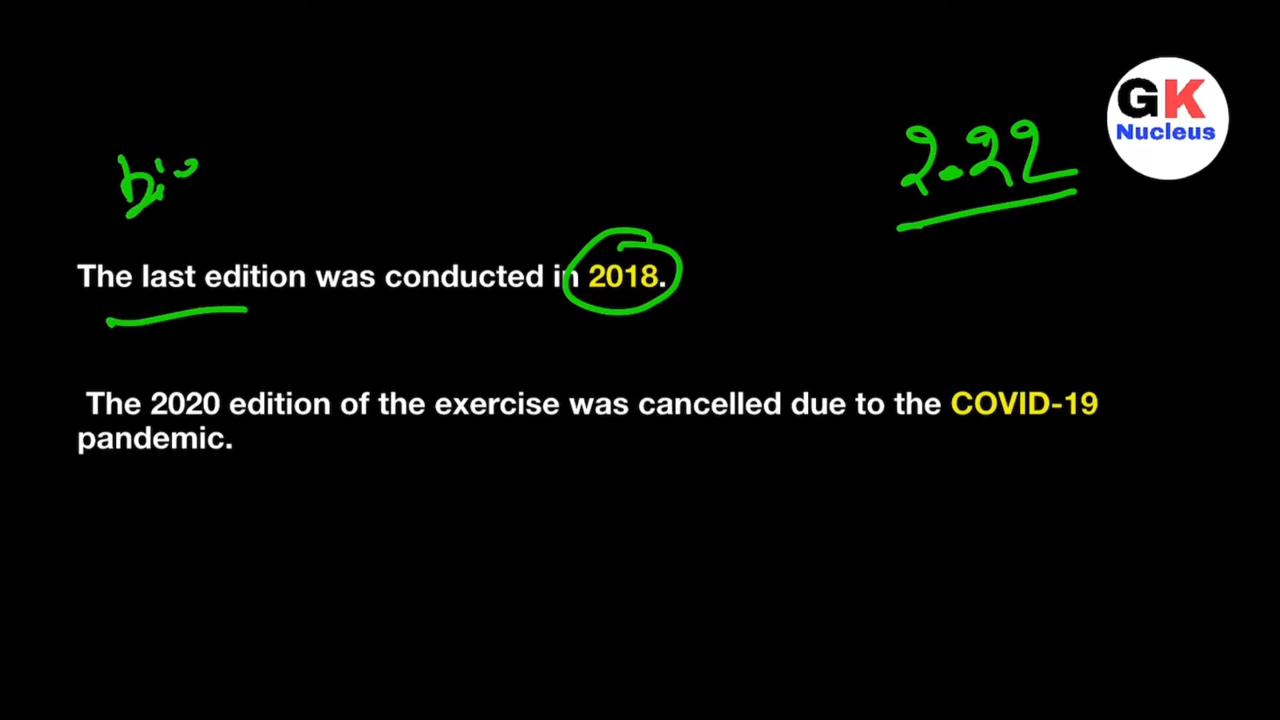 GK
Nucleus
2022
The last edition was conducted in 2018.
The 2020 edition of the exercise was cancelled due to the COVID-19
pandemic.